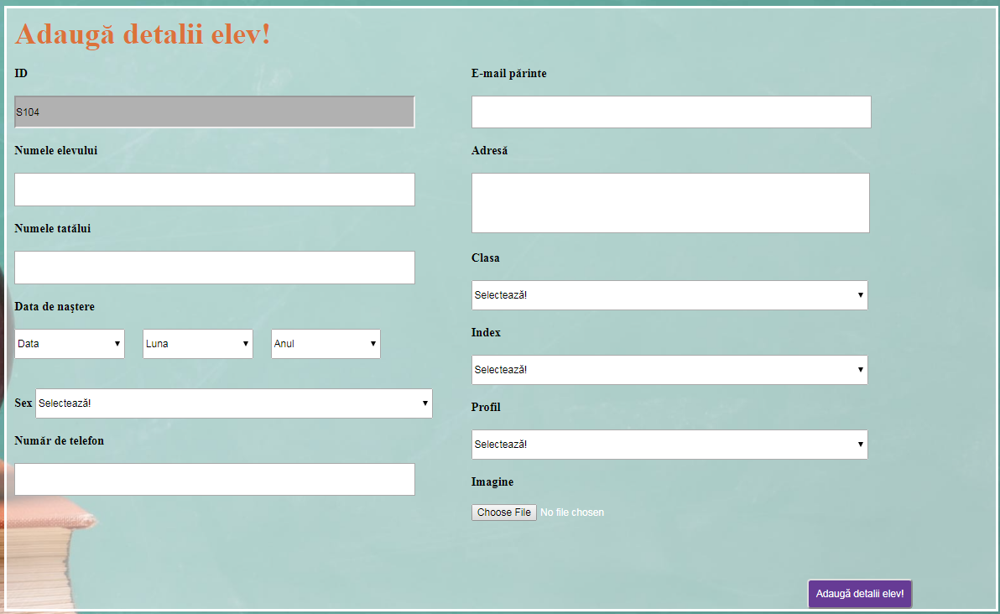 Adaugă detalii elev!
ID
S104
Numele elevului
Numele tatălui
Data de naștere
Data Luna Anul
Sex Selectează!
Număr de telefon
E-mail părinte
Adresă
Clasa
Selectează!
Index
Selectează!
Profil
Selectează!
Imagine
Choose File No file chosen
Adaugă detalii elev!